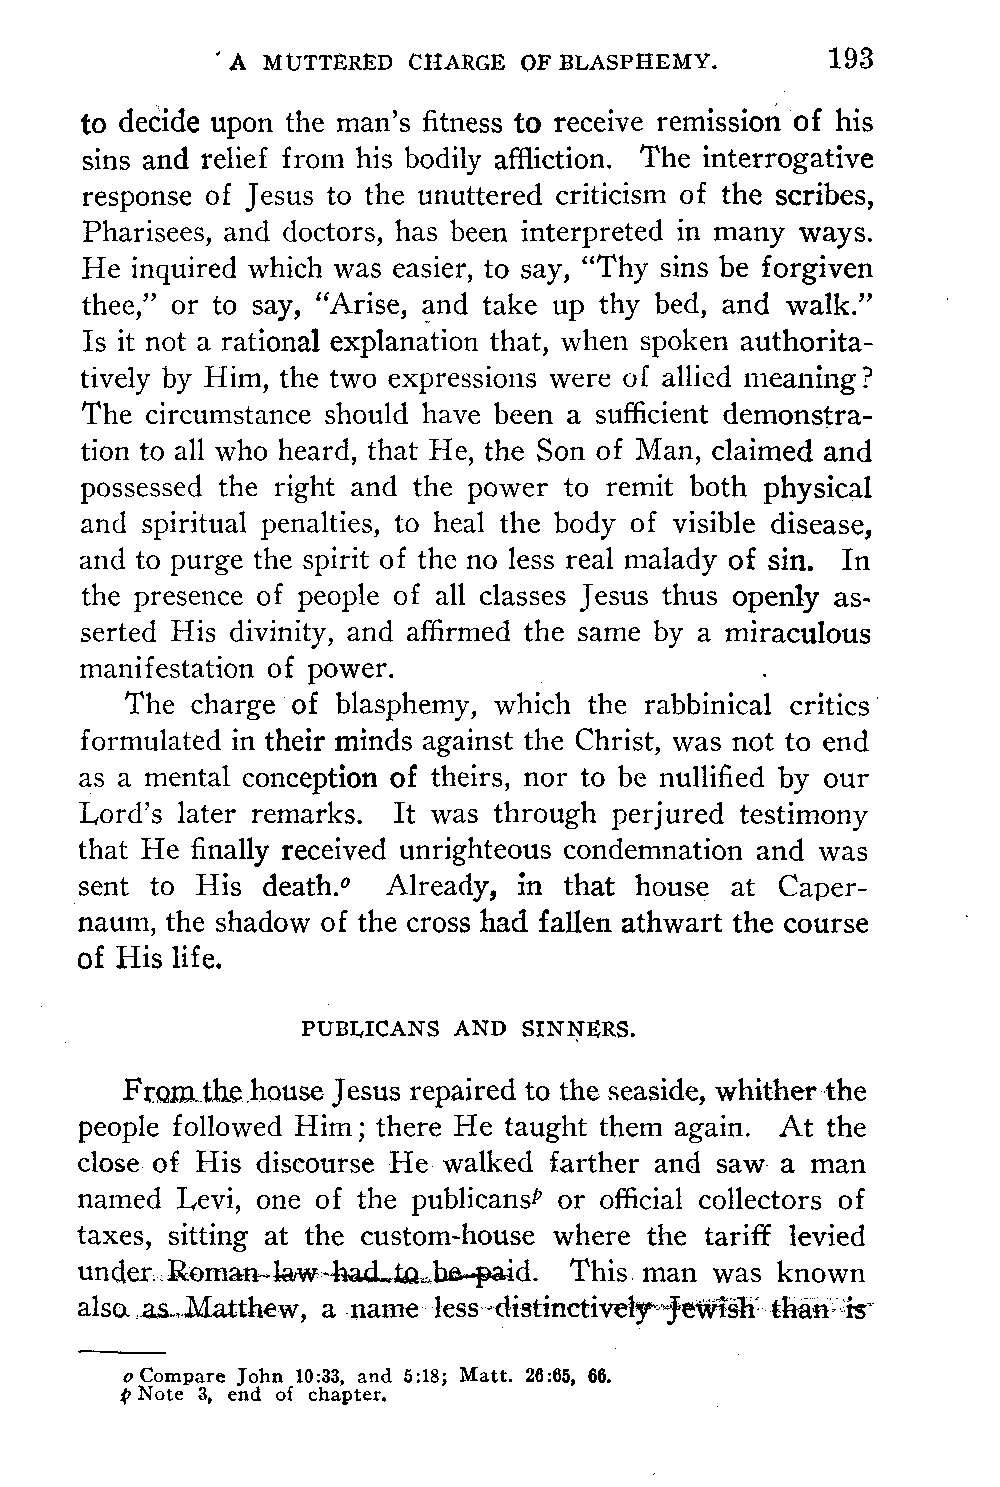 A MUTTERED CHARGE OF BLASPHEMY. 193
to decide upon the man's fitness to receive remission of his
sins and relief from his bodily affliction. The interrogative
response of Jesus to the unuttered criticism of the scribes,
Pharisees, and doctors, has been interpreted in many ways.
He inquired which was easier, to say, “Thy sins be forgiven
thee,” or to say, “Arise, and take up thy bed, and walk.”
Is it not a rational explanation that, when spoken authorita-
tively by Him, the two expressions were of allied meaning?
The circumstance should have been a sufficient demonstra-
tion to all who heard, that He, the Son of Man, claimed and
possessed the right and the power to remit both physical
and spiritual penalties, to heal the body of visible disease,
and to purge the spirit of the no less real malady of sin. In
the presence of people of all classes Jesus thus openly as-
serted His divinity, and affirmed the same by a miraculous
manifestation of power.
The charge of blasphemy, which the rabbinical critics
formulated in their minds against the Christ, was not to end
as a mental conception of theirs, nor to be nullified by our
Lord's later remarks. It was through perjured testimony
that He finally received unrighteous condemnation and was
sent to His death.o Already, in that house at Caper-
naum, the shadow of the cross had fallen athwart the course
of His life.
PUBLICANS AND SINNERS.
From the house Jesus repaired to the seaside, whither the
people followed Him; there He taught them again. At the
close of His discourse He walked farther and saw a man
named Levi, one of the publicansp or official collectors of
taxes, sitting at the custom-house where the tariff levied
under Roman law had to be paid. This man was known
also as Matthew, a name less distinctively Jewish than is
o Compare John 10:33, and 5:18; Matt. 26:65, 66.
p Note 3, end of chapter.